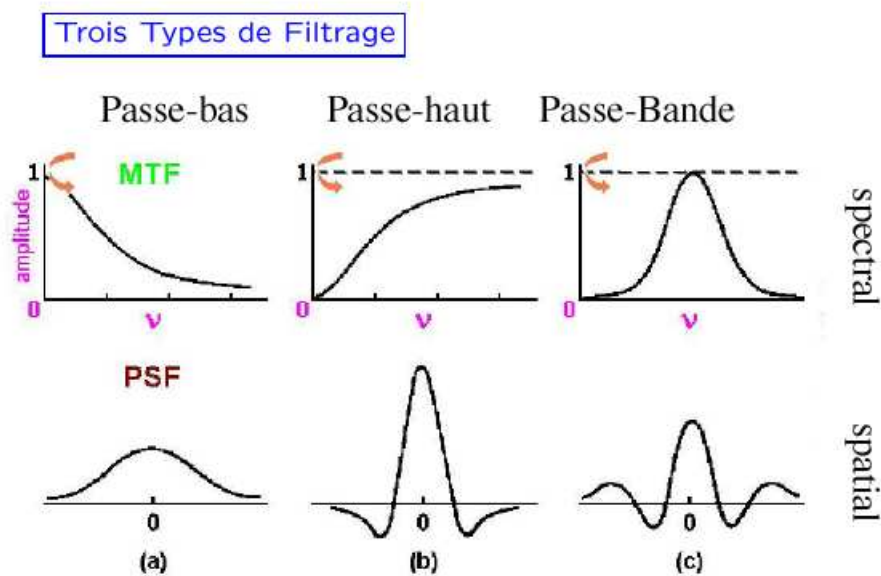 Trois Types de Filtrage
Passe-bas Passe-haut Passe-Bande
1 MTF 1 1
amplitude
spectral
0 ν 0 ν 0 ν
PSF
spatial
0 0 0
(a) (b) (c)